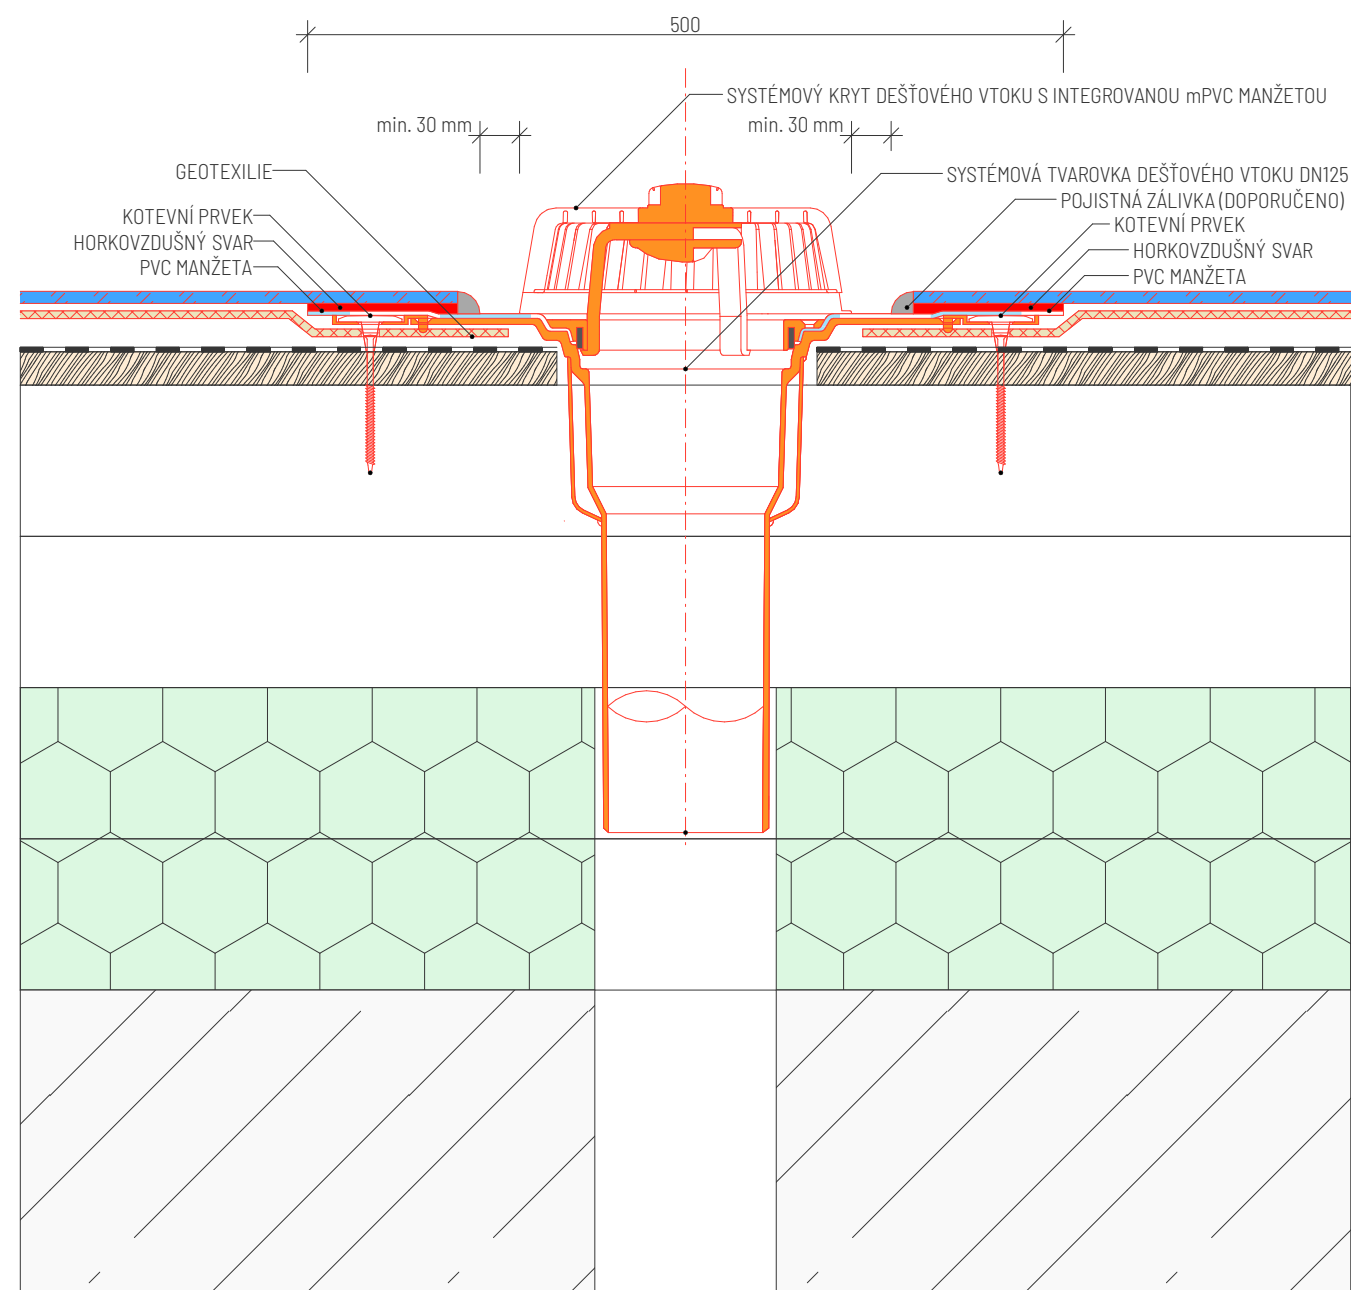 500
SYSTÉMOVÝ KRYT DEŠŤOVÉHO VTOKU S INTEGROVANOU mPVC MANŽETOU
min. 30 mm
min. 30 mm
GEOTEXILIE
SYSTÉMOVÁ TVAROVKA DEŠŤOVÉHO VTOKU DN125
POJISTNÁ ZÁLIVKA (DOPORUČENO)
KOTEVNÍ PRVEK
KOTEVNÍ PRVEK
HORKOVZDUŠNÝ SVAR
HORKOVZDUŠNÝ SVAR
PVC MANŽETA
PVC MANŽETA